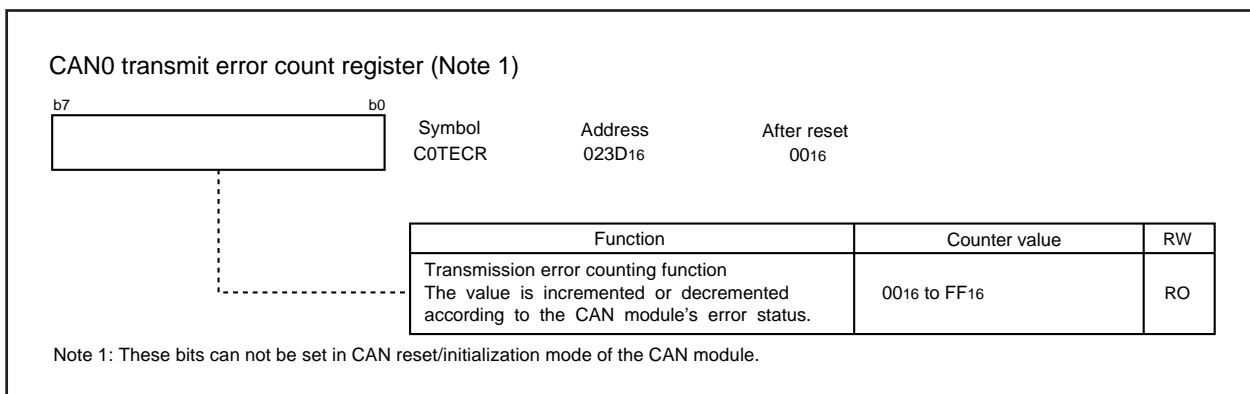 CAN0 transmit error count register (Note 1)
b7 b0
Symbol Address After reset
C0TECR 023D16 0016
Function Counter value RW
Transmission error counting function
The value is incremented or decremented 0016 to FF16 RO
according to the CAN module's error status.
Note 1: These bits can not be set in CAN reset/initialization mode of the CAN module.